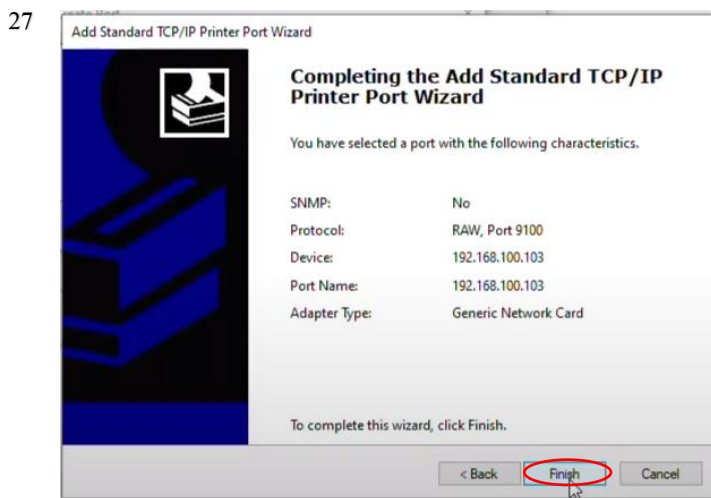 27
Add Standard TCP/IP Printer Port Wizard
Completing the Add Standard TCP/IP
Printer Port Wizard
You have selected a port with the following characteristics.
SNMP: No
Protocol: RAW, Port 9100
Device: 192.168.100.103
Port Name: 192.168.100.103
Adapter Type: Generic Network Card
To complete this wizard, click Finish.
< Back Finish Cancel